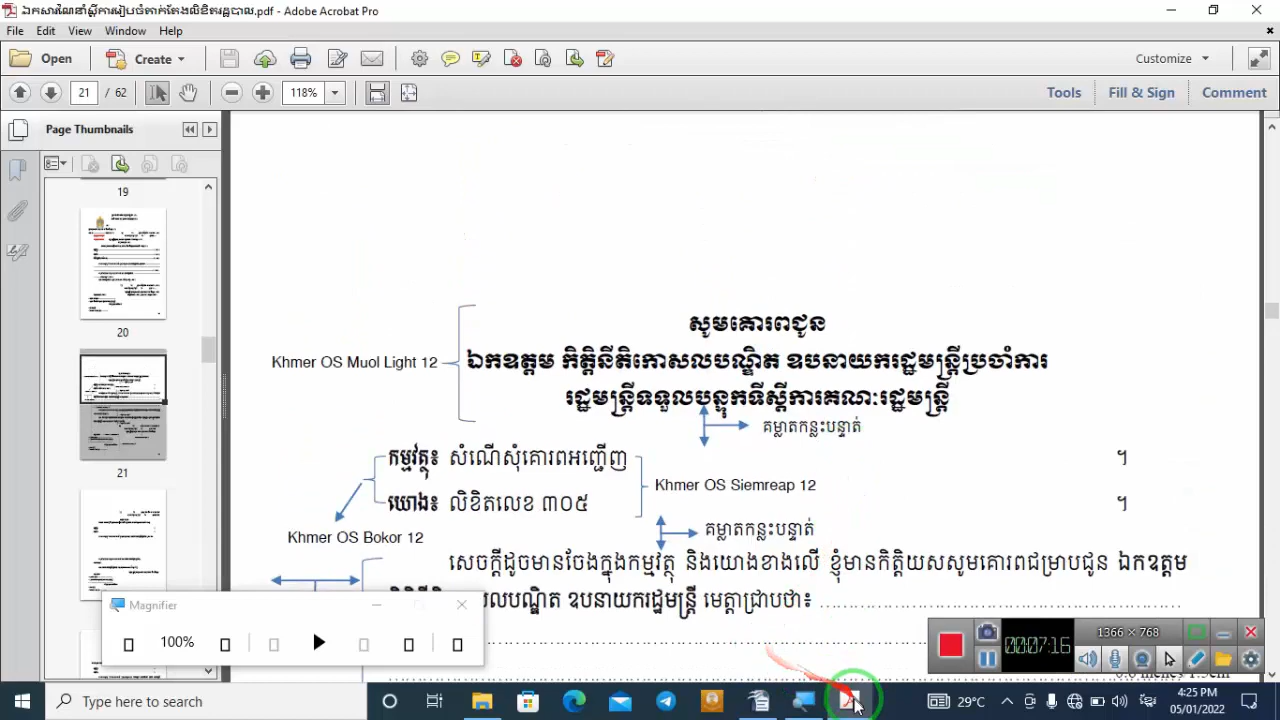 ឯកសារណែនាំស្តីការរៀបចំតាក់តែងលិខិតរដ្ឋបាល.pdf - Adobe Acrobat Pro
File Edit View Window Help
Open Create Customize
21 / 62 118% Tools Fill & Sign Comment
Page Thumbnails
19
20
21
សូមគោរពជូន
Khmer OS Muol Light 12 ឯកឧត្តម កិត្តិនីតិកោសលបណ្ឌិត ឧបនាយករដ្ឋមន្ត្រីប្រចាំការ
រដ្ឋមន្ត្រីទទួលបន្ទុកទីស្តីការគណៈរដ្ឋមន្ត្រី
គម្លាតកន្លះបន្ទាត់
កម្មវត្ថុ៖ សំណើសុំគោរពអញ្ជើញ ។
Khmer OS Siemreap 12
យោង៖ លិខិតលេខ ៣០៥ ។
គម្លាតកន្លះបន្ទាត់
Khmer OS Bokor 12
សេចក្តីដូចមានចែងក្នុងកម្មវត្ថុ និងយោងខាងលើ ខ្ញុំមានកិត្តិយសសូមគោរពជម្រាបជូន ឯកឧត្តម
បណ្ឌិត ឧបនាយករដ្ឋមន្ត្រី មេត្តាជ្រាបថា៖ ........................
Magnifier
100%
00:07:16
1366 × 768
Type here to search
29°C
4:25 PM
05/01/2022